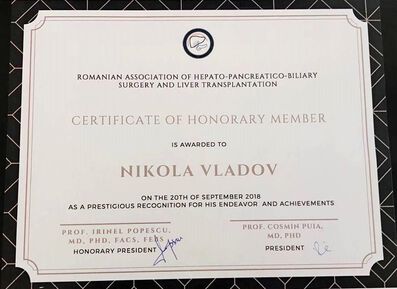 ROMANIAN ASSOCIATION OF HEPATO-PANCREATICO-BILIARY
SURGERY AND LIVER TRANSPLANTATION
CERTIFICATE OF HONORARY MEMBER
IS AWARDED TO
NIKOLA VLADOV
ON THE 20TH OF SEPTEMBER 2018
AS A PRESTIGIOUS RECOGNITION FOR HIS ENDEAVOR AND ACHIEVEMENTS
PROF. IRINEL POPESCU,
MD, PHD, FACS, FEBS
HONORARY PRESIDENT
PROF. COSMIN PUIA,
MD, PHD
PRESIDENT